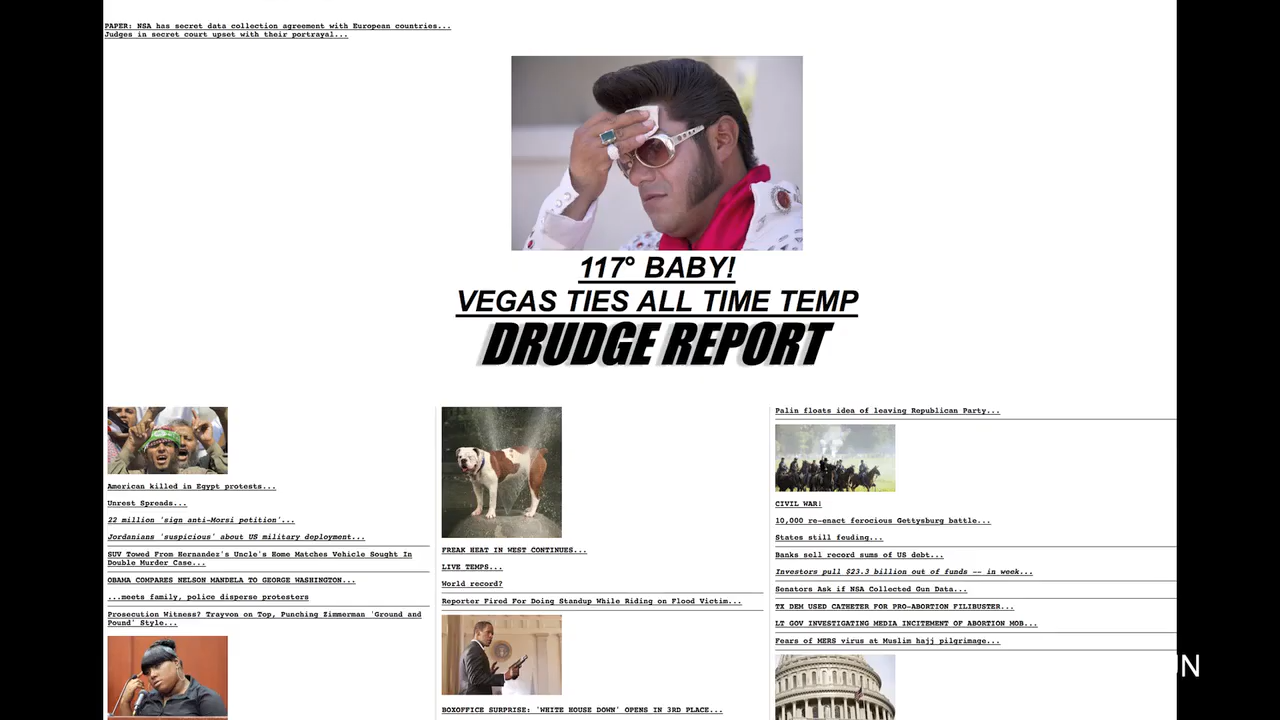 PAPER: NSA has secret data collection agreement with European countries...
Judges in secret court upset with their portrayal...
117° BABY!
VEGAS TIES ALL TIME TEMP
DRUDGE REPORT
American killed in Egypt protests...
Unrest Spreads...
22 million 'sign anti-Morsi petition'...
Jordanians 'suspicious' about US military deployment...
SUV Towed From Hernandez's Uncle's Home Matches Vehicle Sought In
Double Murder Case...
OBAMA COMPARES NELSON MANDELA TO GEORGE WASHINGTON...
...meets family, police disperse protesters
Prosecution Witness? Trayvon on Top, Punching Zimmerman 'Ground and
Pound' Style...
FREAK HEAT IN WEST CONTINUES...
LIVE TEMPS...
World record?
Reporter Fired For Doing Standup While Riding on Flood Victim...
BOXOFFICE SURPRISE: 'WHITE HOUSE DOWN' OPENS IN 3RD PLACE...
Palin floats idea of leaving Republican Party...
CIVIL WAR!
10,000 re-enact ferocious Gettysburg battle...
States still feuding...
Banks sell record sums of US debt...
Investors pull $23.3 billion out of funds -- in week...
Senators Ask if NSA Collected Gun Data...
TX DEM USED CATHETER FOR PRO-ABORTION FILIBUSTER...
LT GOV INVESTIGATING MEDIA INCITEMENT OF ABORTION MOB...
Fears of MERS virus at Muslim hajj pilgrimage...